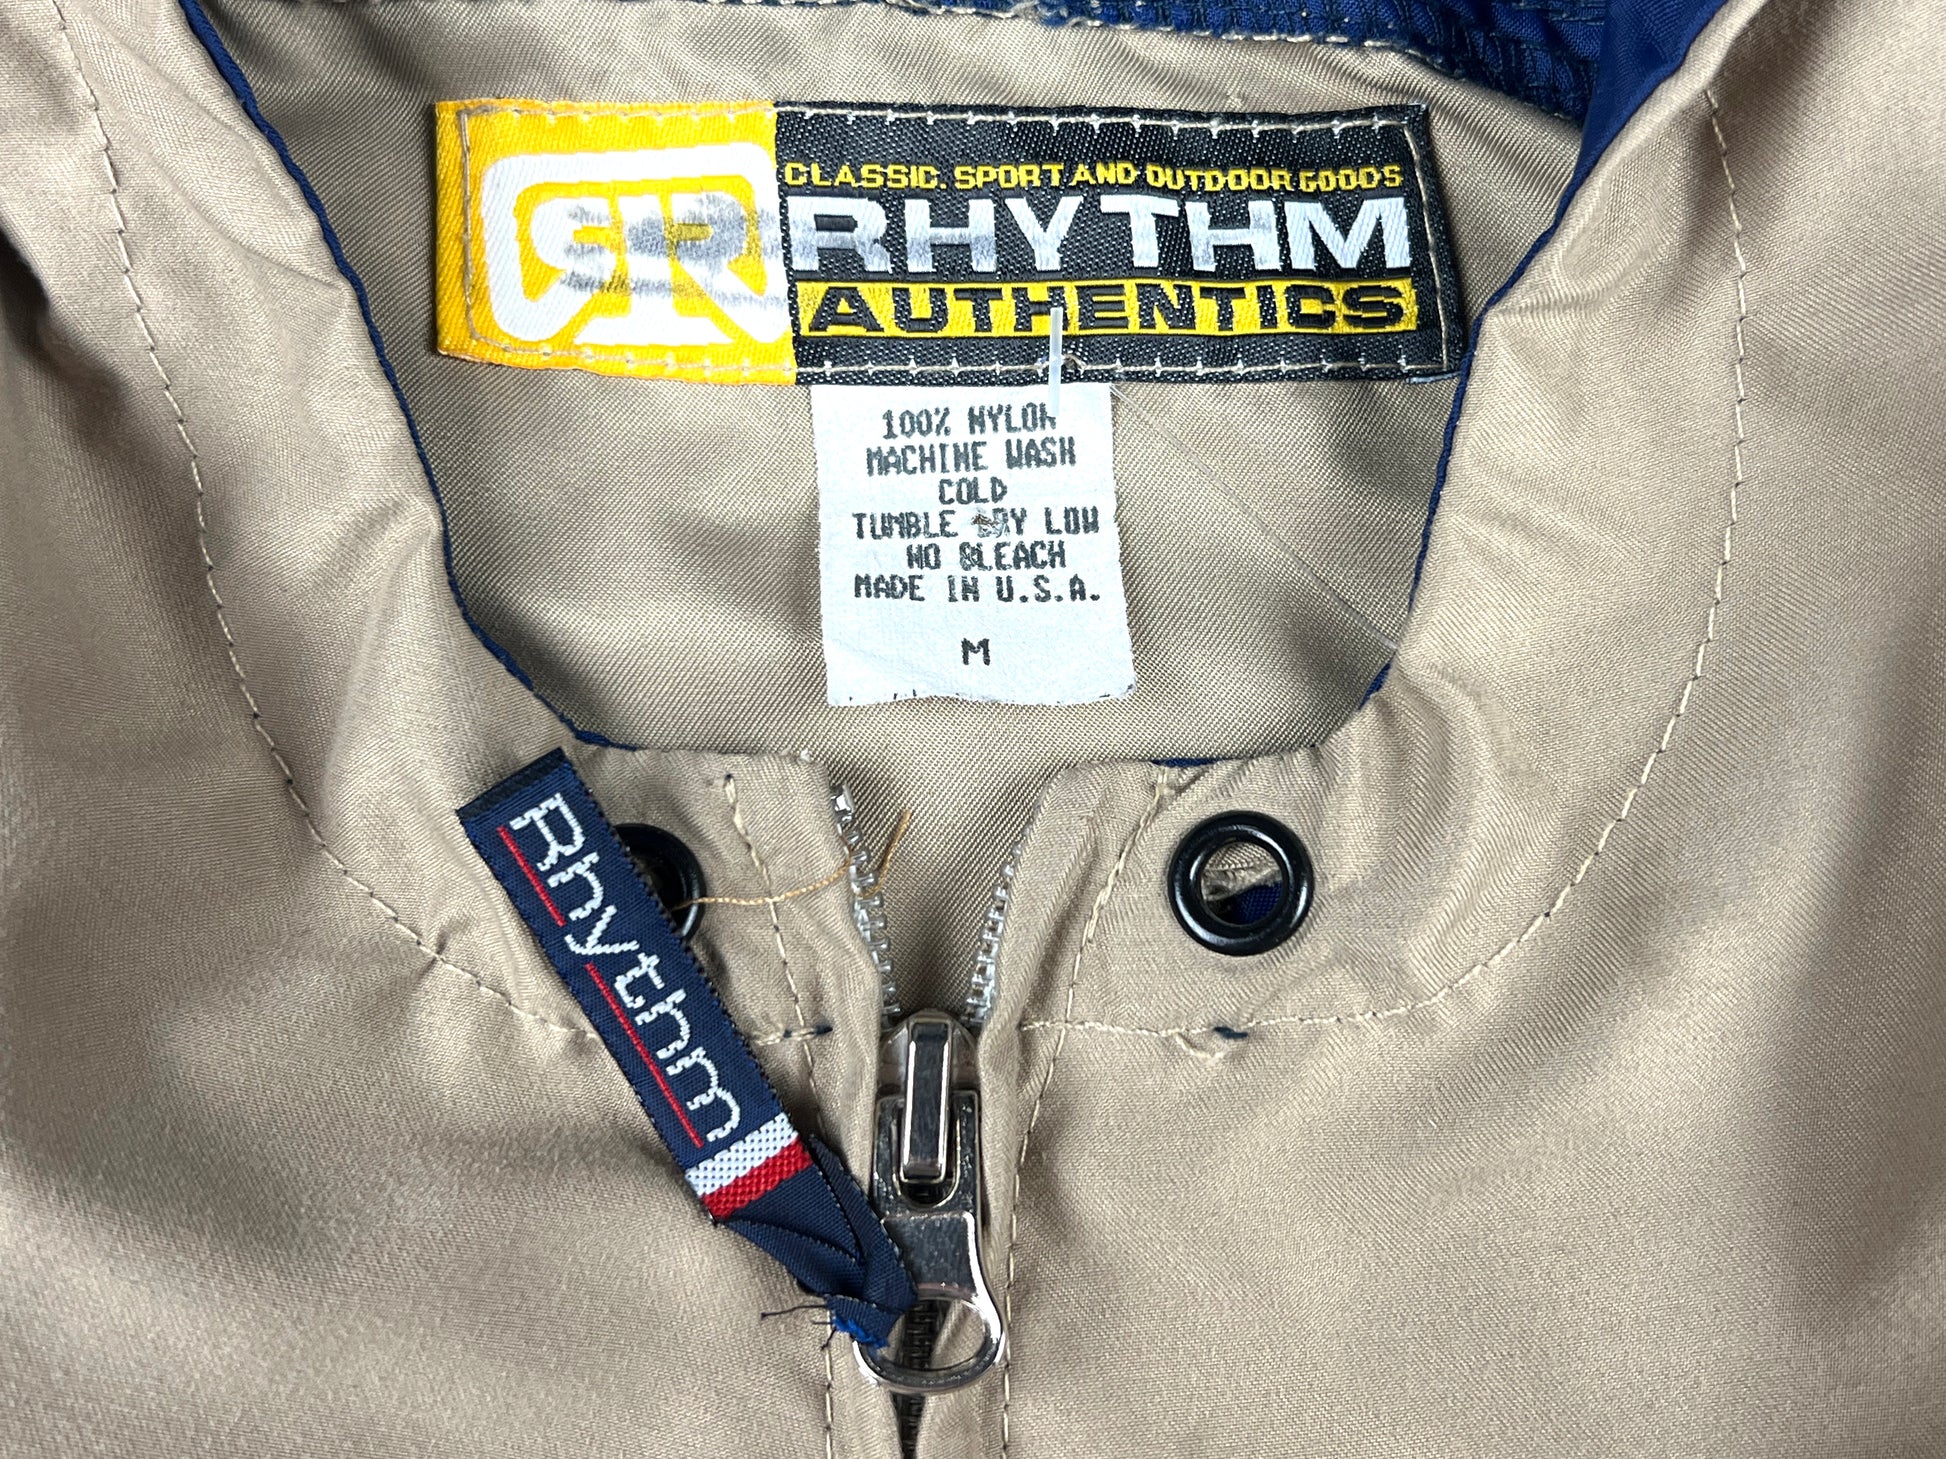 CLASSIC. SPORT AND OUTDOOR GOODS
RHYTHM
AUTHENTICS
100% NYLON
MACHINE WASH
COLD
TUMBLE DRY LOW
NO BLEACH
MADE IN U.S.A.
M
Rhythm